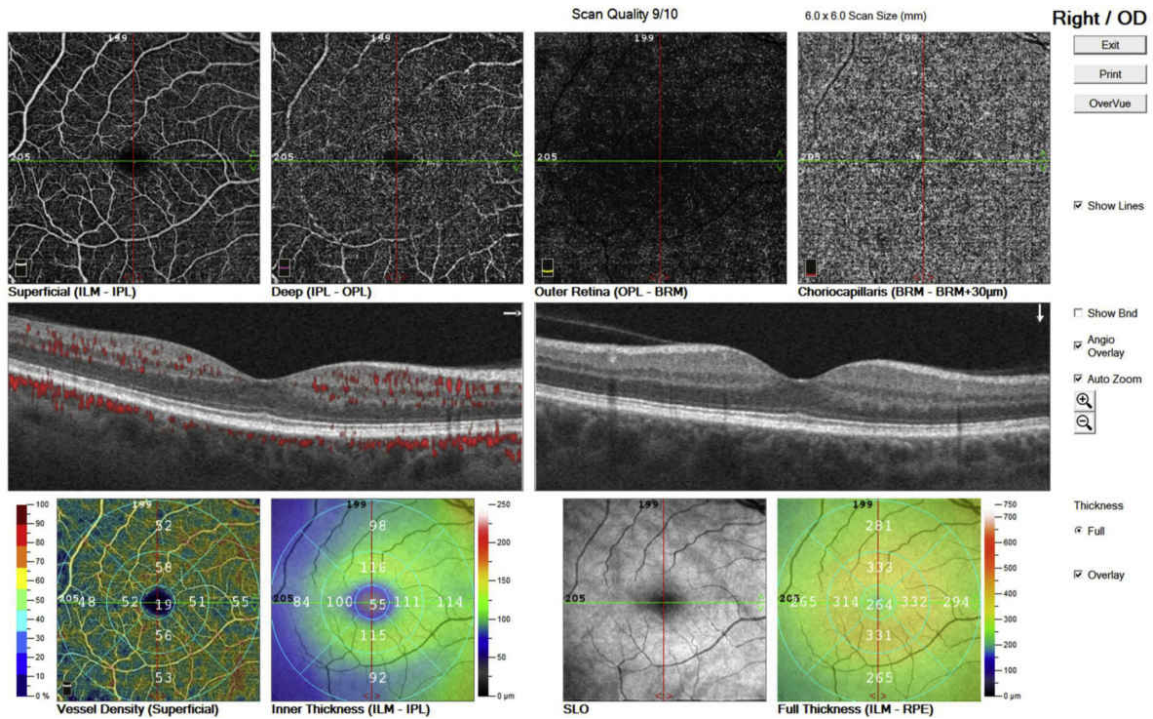 Scan Quality 9/10
6.0 x 6.0 Scan Size (mm)
Right / OD
Exit
Print
OverVue
199
205
Superficial (ILM - IPL)
Deep (IPL - OPL)
199
205
Outer Retina (OPL - BRM)
199
205
Choriocapillaris (BRM - BRM+30µm)
205
Show Lines
Show Bnd
Angio
Overlay
Auto Zoom
100
90
80
70
60
50
40
30
20
10
0 %
199
52
58
205 48 52 19 51 55
56
53
Vessel Density (Superficial)
199
98
116
205 84 100 55 111 114
115
92
Inner Thickness (ILM - IPL)
250
200
150
100
50
0 µm
199
205
SLO
281
333
265 314 264 332 294
331
265
Full Thickness (ILM - RPE)
750
700
600
500
400
300
200
100
0 µm
Thickness
Full
Overlay